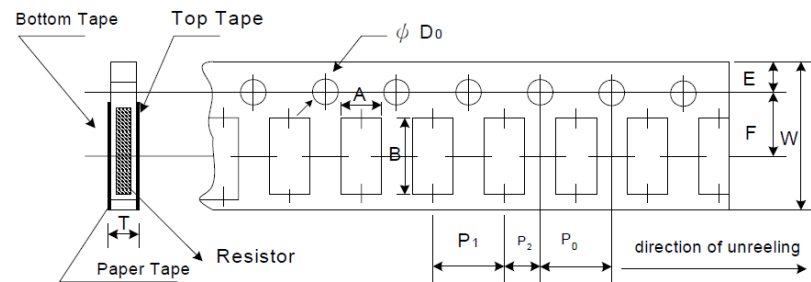 Bottom Tape
Top Tape
ψ D₀
E
A
F
W
B
T
Resistor
Paper Tape
P₁
P₂
P₀
direction of unreeling